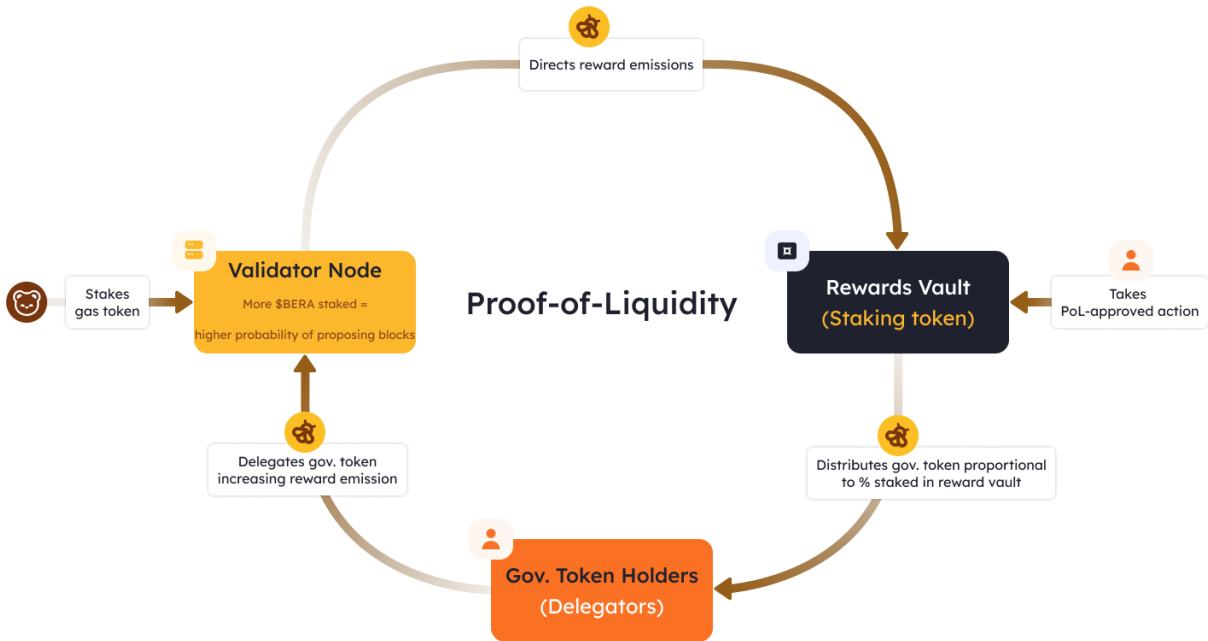 Directs reward emissions
Validator Node
More $BERA staked =
higher probability of proposing blocks
Stakes
gas token
Proof-of-Liquidity
Rewards Vault
(Staking token)
Takes
PoL-approved action
Delegates gov. token
increasing reward emission
Distributes gov. token proportional
to % staked in reward vault
Gov. Token Holders
(Delegators)